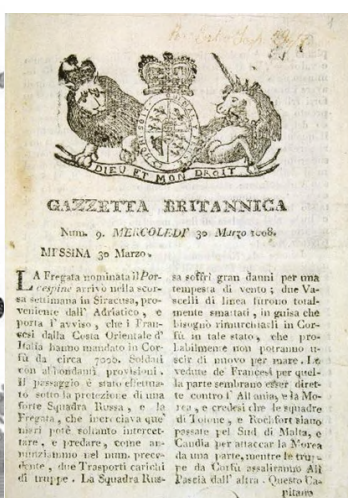 DIEU ET MON DROIT
GAZZETTA BRITANNICA
Num. 9. MERCOLEDI' 30 Marzo 1808.
MESSINA 30 Marzo.
LA Fregata nominata il Por-
cespine arrivò nella scor-
sa settimana in Siracusa, pro-
veniente dall' Adriatico, e
porta l'avviso, che i Fran-
cesi dalla Costa Orientale d'
Italia hanno mandato in Cor-
fù da circa 7000. Soldati
con abbondanti provisioni.
Il passaggio è stato effettua-
to sotto la protezione di una
forte Squadra Russa, e la
Fregata, che incrociava que'
mari potè soltanto intercet-
tare, e predare, come an-
nunziammo nel num. prece-
dente, due Trasporti carichi
di truppe. La Squadra Rus-
sa soffrì gran danni per una
tempesta di vento; due Va-
scelli di linea furono total-
mente smattati, in guisa che
bisognò rimurchiarli in Cor-
fù in tale stato, che pro-
babilmente non potranno u-
scir di nuovo per mare. Le
vedute de' Francesi per quel-
la parte sembrano esser diret-
te contro l'Albania, e la Mo-
rea, e credesi che le squadre
di Tolone, e Rochfort siano
passate pel Sud di Malta, e
Candia per attaccar la Morea
da una parte, mentre le trup-
pe da Corfù assaliranno Alì
Pascià dall' altra. Questo Ca-
pitano